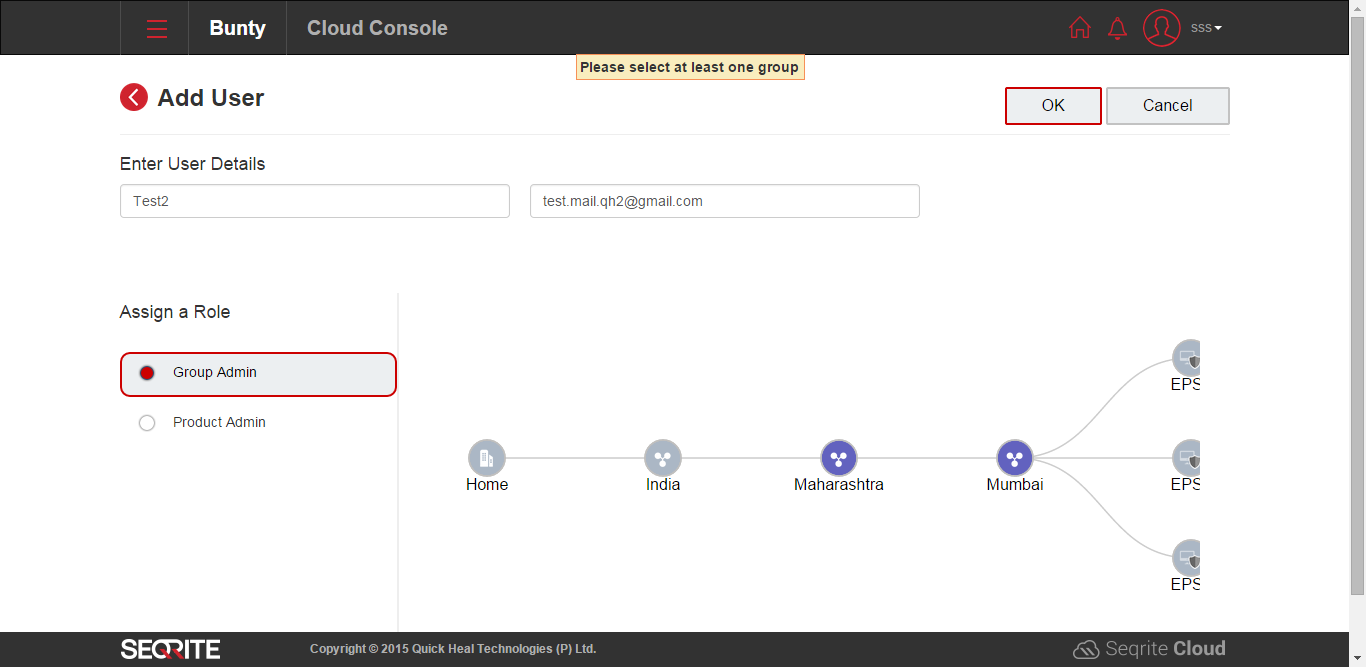 Bunty
Cloud Console
sss
Please select at least one group
Add User
OK
Cancel
Enter User Details
Test2
test.mail.qh2@gmail.com
Assign a Role
Group Admin
Product Admin
Home
India
Maharashtra
Mumbai
EPS
EPS
EPS
SEQRITE
Copyright © 2015 Quick Heal Technologies (P) Ltd.
Seqrite Cloud